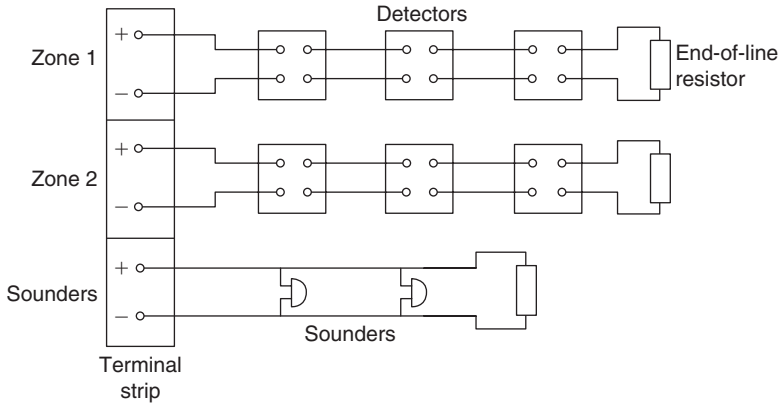 Detectors
Zone 1
+
−
End-of-line
resistor
Zone 2
+
−
Sounders
+
−
Sounders
Terminal
strip